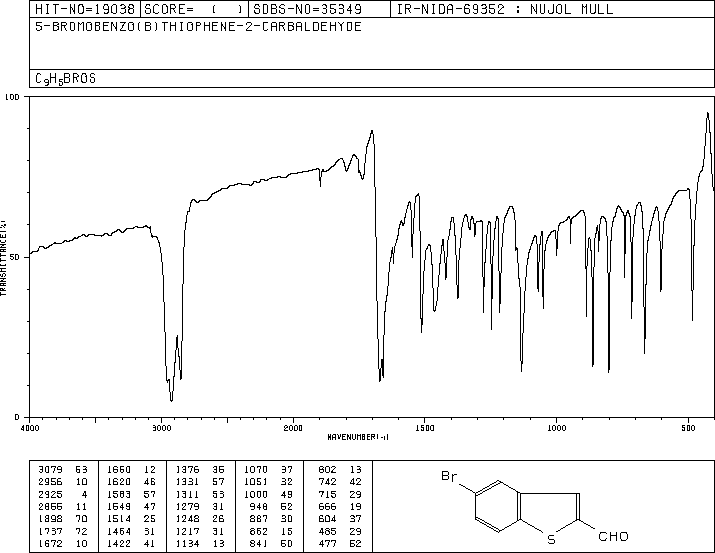 HIT-NO=19038 SCORE= ( ) SDBS-NO=35349 IR-NIDA-69352 : NUJOL MULL
5-BROMOBENZO(B)THIOPHENE-2-CARBALDEHYDE
C9H5BROS
100
TRANSMITTANCE(%)
50
0
4000 3000 2000 1500 1000 500
WAVENUMBER(-1)
3079 63 1660 12 1376 36 1070 37 802 13
2956 10 1620 46 1331 57 1051 32 742 42
2925 4 1583 57 1311 53 1000 49 715 29
2855 11 1549 47 1279 31 948 52 666 19
1898 70 1514 25 1248 26 887 30 604 37
1737 72 1464 31 1217 31 862 15 485 29
1672 10 1422 41 1134 13 841 50 477 62
Br
S
CHO